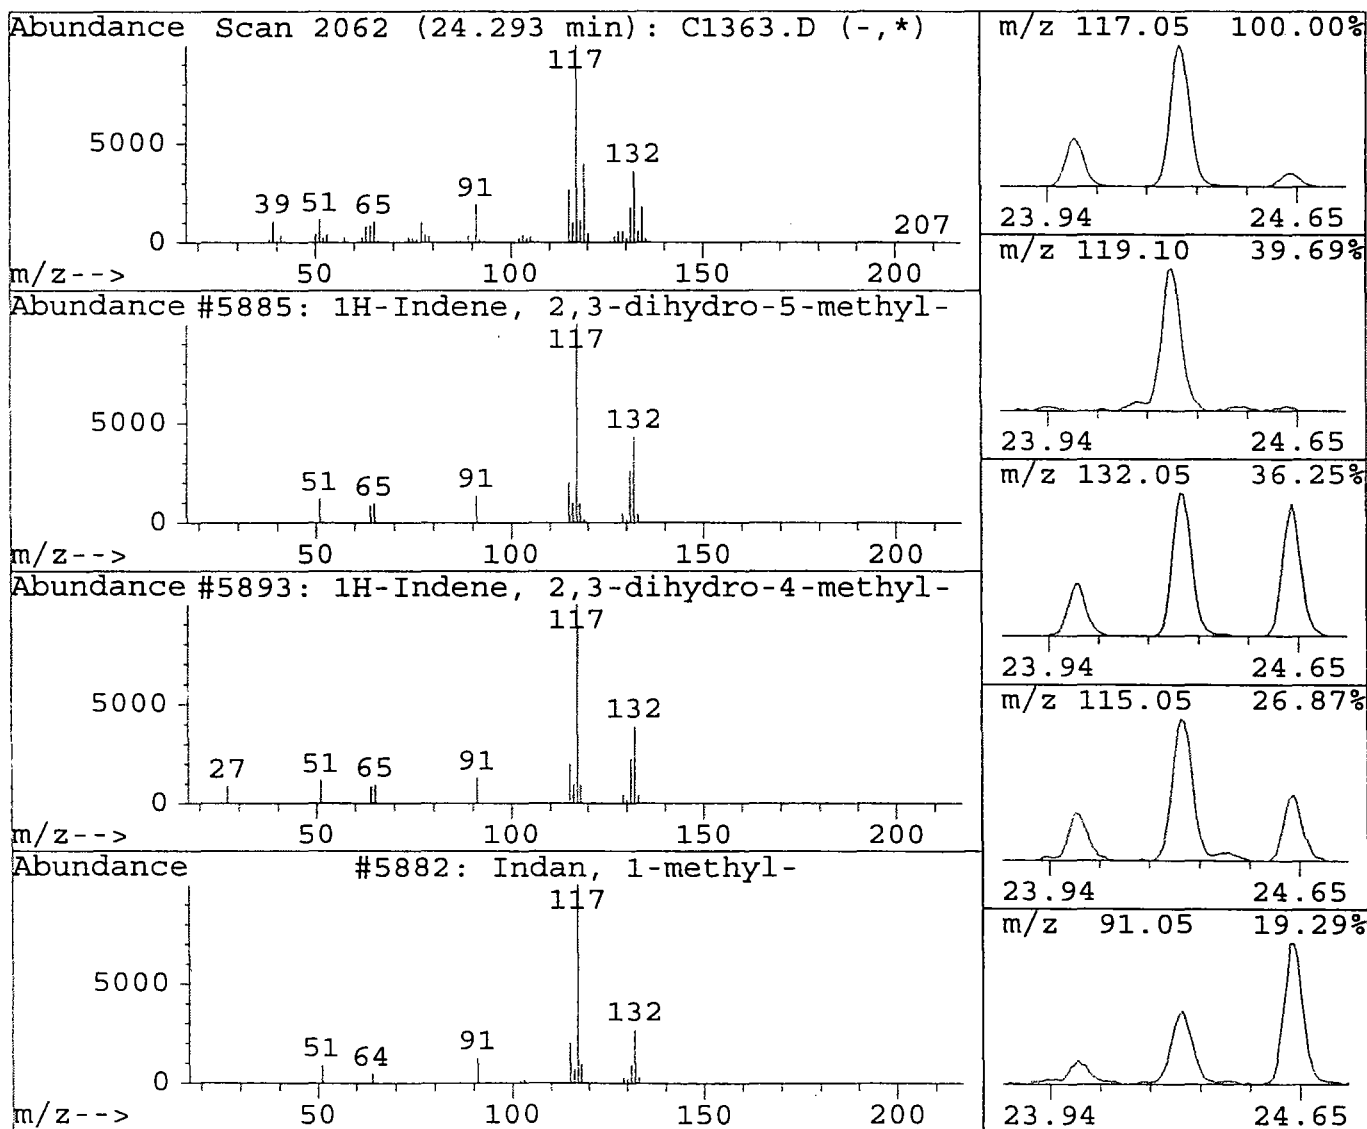 Abundance Scan 2062 (24.293 min): C1363.D (-,*)
117
5000
132
91
39 51 65
207
0
50 100 150 200
m/z-->
Abundance #5885: 1H-Indene, 2,3-dihydro-5-methyl-
117
5000
132
91
51 65
0
50 100 150 200
m/z-->
Abundance #5893: 1H-Indene, 2,3-dihydro-4-methyl-
117
5000
132
27 51 65 91
0
50 100 150 200
m/z-->
Abundance #5882: Indan, 1-methyl-
117
5000
132
91
51 64
0
50 100 150 200
m/z-->
m/z 117.05 100.00%
23.94 24.65
m/z 119.10 39.69%
23.94 24.65
m/z 132.05 36.25%
23.94 24.65
m/z 115.05 26.87%
23.94 24.65
m/z 91.05 19.29%
23.94 24.65